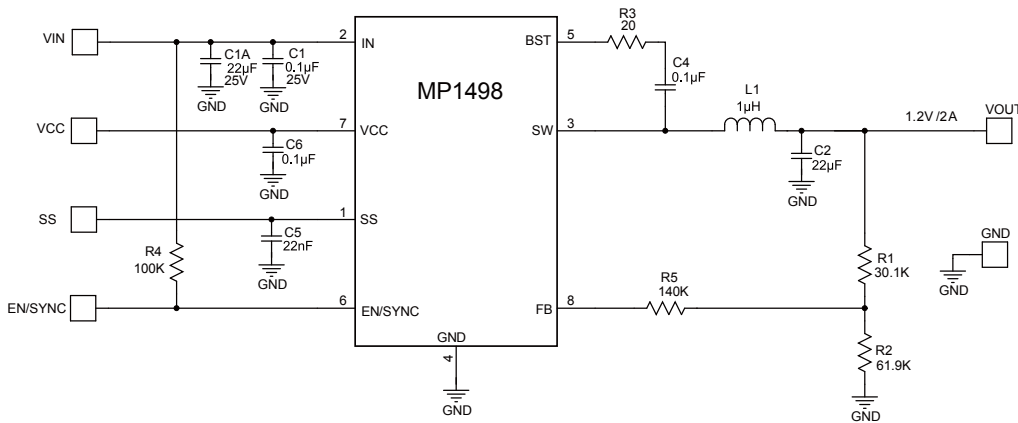 VIN
C1A
22µF
25V
GND
C1
0.1µF
25V
GND
2
IN
MP1498
BST
5
R3
20
C4
0.1µF
L1
1µH
1.2V /2A
VOUT
VCC
7
VCC
C6
0.1µF
GND
SW
3
C2
22µF
GND
SS
1
SS
C5
22nF
GND
R4
100K
GND
GND
R1
30.1K
EN/SYNC
6
EN/SYNC
FB
8
R5
140K
GND
4
GND
R2
61.9K
GND